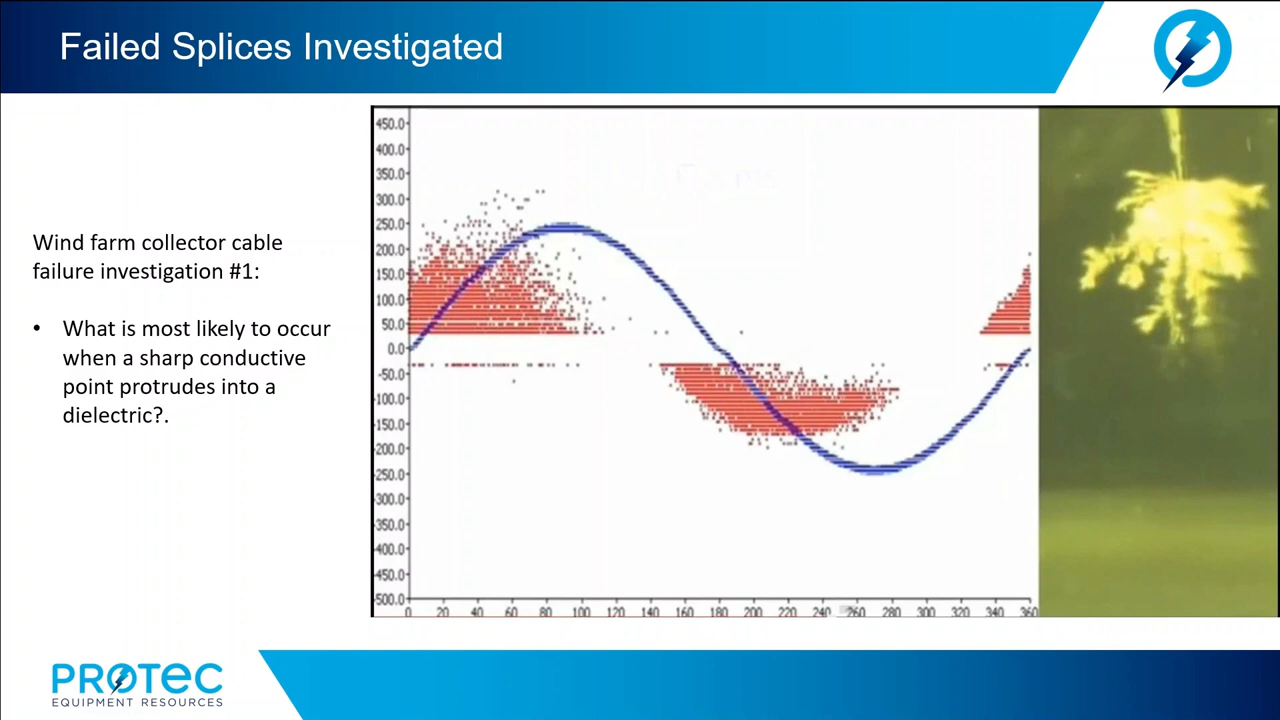 Failed Splices Investigated
Wind farm collector cable
failure investigation #1:
• What is most likely to occur
when a sharp conductive
point protrudes into a
dielectric?.
450.0
400.0
350.0
300.0
250.0
200.0
150.0
100.0
50.0
0.0
-50.0
-100.0
-150.0
-200.0
-250.0
-300.0
-350.0
-400.0
-450.0
-500.0
0 20 40 60 80 100 120 140 160 180 200 220 240 260 280 300 320 340 360
PROTEC
EQUIPMENT RESOURCES